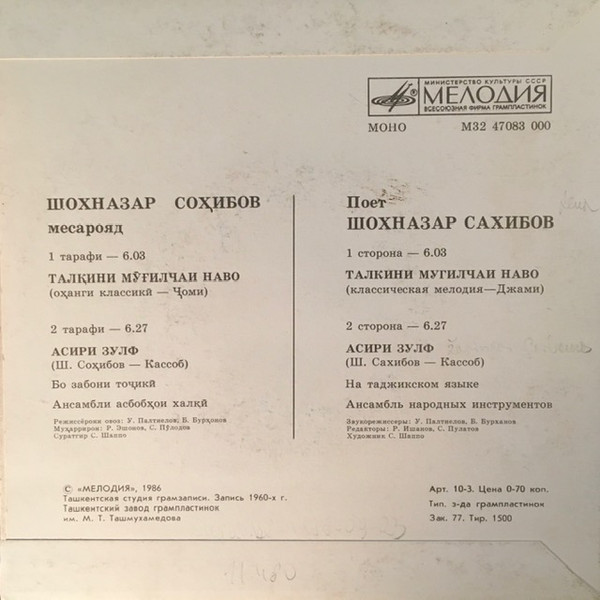 МИНИСТЕРСТВО КУЛЬТУРЫ СССР
МЕЛОДИЯ
ВСЕСОЮЗНАЯ ФИРМА ГРАМПЛАСТИНОК
МОНО М32 47083 000
ШОХНАЗАР СОҲИБОВ
месарояд
1 тарафи — 6.03
ТАЛҚИНИ МӮҒИЛЧАИ НАВО
(оҳанги классикӣ — Ҷоми)
2 тарафи — 6.27
АСИРИ ЗУЛФ
(Ш. Соҳибов — Кассоб)
Бо забони тоҷикӣ
Ансамбли асбобҳои халқӣ
Режиссёрони овоз: У. Палтиелов; Б. Бурҳонов
Муҳаррирон: Р. Эшонов, С. Пӯлодов
Суратгир С. Шаппо
Поет
ШОХНАЗАР САХИБОВ
1 сторона — 6.03
ТАЛКИНИ МУГИЛЧАИ НАВО
(классическая мелодия—Джами)
2 сторона — 6.27
АСИРИ ЗУЛФ
(Ш. Сахибов — Кассоб)
На таджикском языке
Ансамбль народных инструментов
Звукорежиссеры: У. Палтиелов, Б. Бурханов
Редакторы: Р. Ишанов, С. Пулатов
Художник С. Шаппо
© «МЕЛОДИЯ», 1986
Ташкентская студия грамзаписи. Запись 1960-х г.
Ташкентский завод грампластинок
им. М. Т. Ташмухамедова
Арт. 10-3. Цена 0-70 коп.
Тип. з-да грампластинок
Зак. 77. Тир. 1500